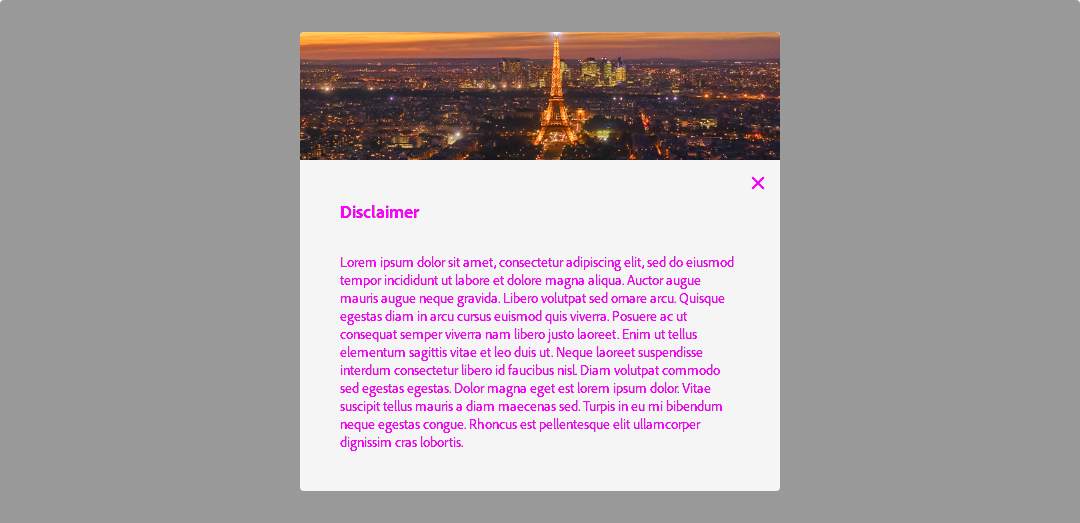 Disclaimer
Lorem ipsum dolor sit amet, consectetur adipiscing elit, sed do eiusmod
tempor incididunt ut labore et dolore magna aliqua. Auctor augue
mauris augue neque gravida. Libero volutpat sed ornare arcu. Quisque
egestas diam in arcu cursus euismod quis viverra. Posuere ac ut
consequat semper viverra nam libero justo laoreet. Enim ut tellus
elementum sagittis vitae et leo duis ut. Neque laoreet suspendisse
interdum consectetur libero id faucibus nisl. Diam volutpat commodo
sed egestas egestas. Dolor magna eget est lorem ipsum dolor. Vitae
suscipit tellus mauris a diam maecenas sed. Turpis in eu mi bibendum
neque egestas congue. Rhoncus est pellentesque elit ullamcorper
dignissim cras lobortis.